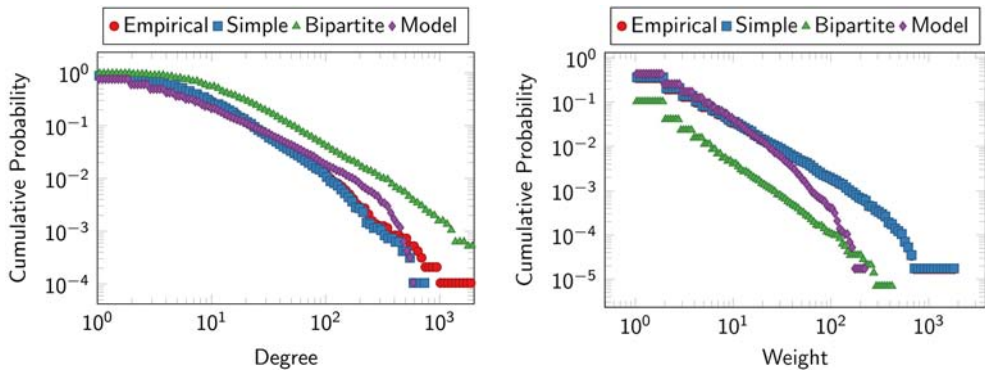 Empirical Simple Bipartite Model
10^0
10^-1
10^-2
10^-3
10^-4
Cumulative Probability
10^0 10^1 10^2 10^3
Degree
Empirical Simple Bipartite Model
10^0
10^-1
10^-2
10^-3
10^-4
10^-5
Cumulative Probability
10^0 10^1 10^2 10^3
Weight